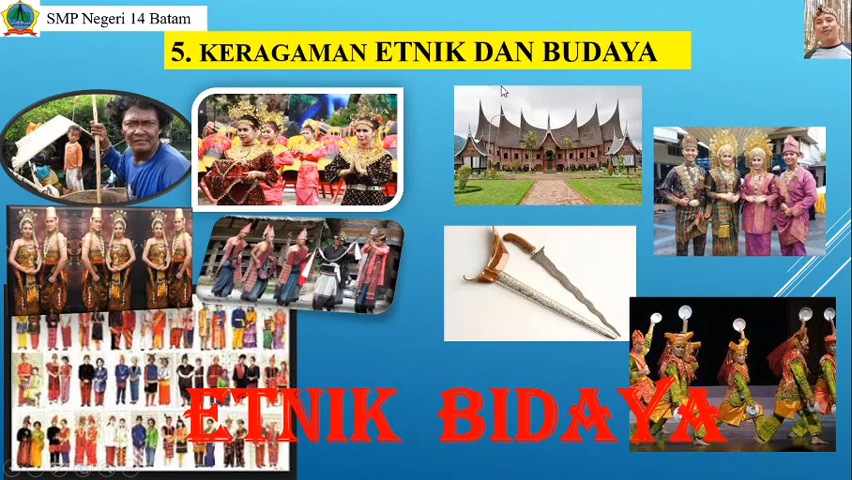 SMP Negeri 14 Batam
5. KERAGAMAN ETNIK DAN BUDAYA
ETNIK BIDAYA